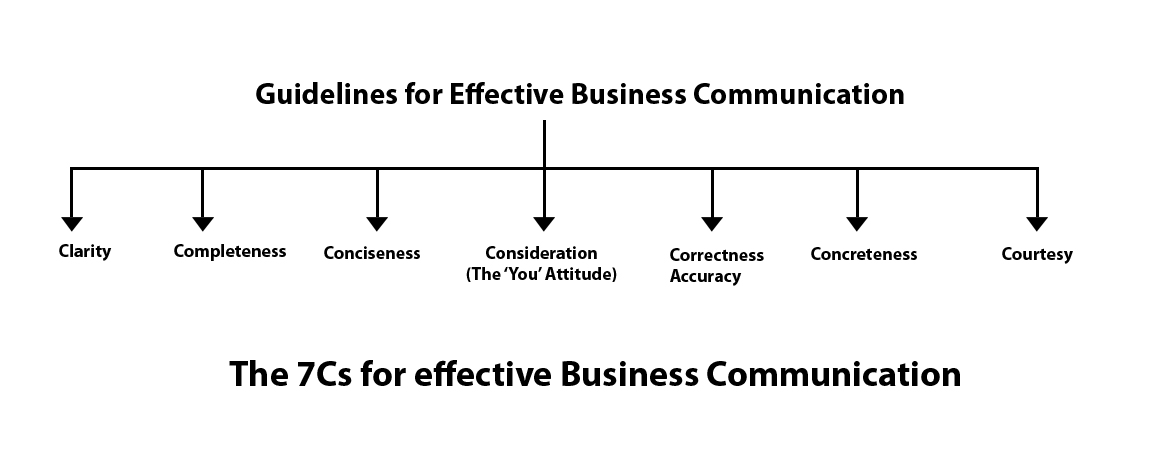 Guidelines for Effective Business Communication
Clarity
Completeness
Conciseness
Consideration
(The ‘You’ Attitude)
Correctness
Accuracy
Concreteness
Courtesy
The 7Cs for effective Business Communication